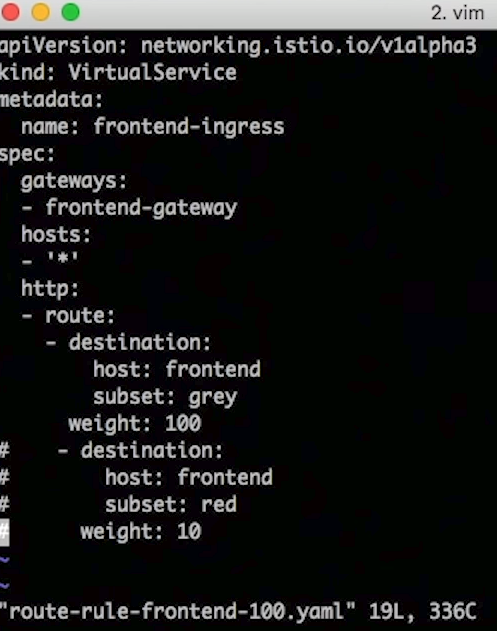 2. vim
apiVersion: networking.istio.io/v1alpha3
kind: VirtualService
metadata:
  name: frontend-ingress
spec:
  gateways:
  - frontend-gateway
  hosts:
  - '*'
  http:
  - route:
    - destination:
        host: frontend
        subset: grey
      weight: 100
#    - destination:
#        host: frontend
#        subset: red
#      weight: 10
~
~
"route-rule-frontend-100.yaml" 19L, 336C